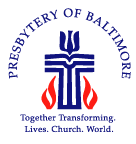 PRESBYTERY OF BALTIMORE
Together Transforming.
Lives. Church. World.